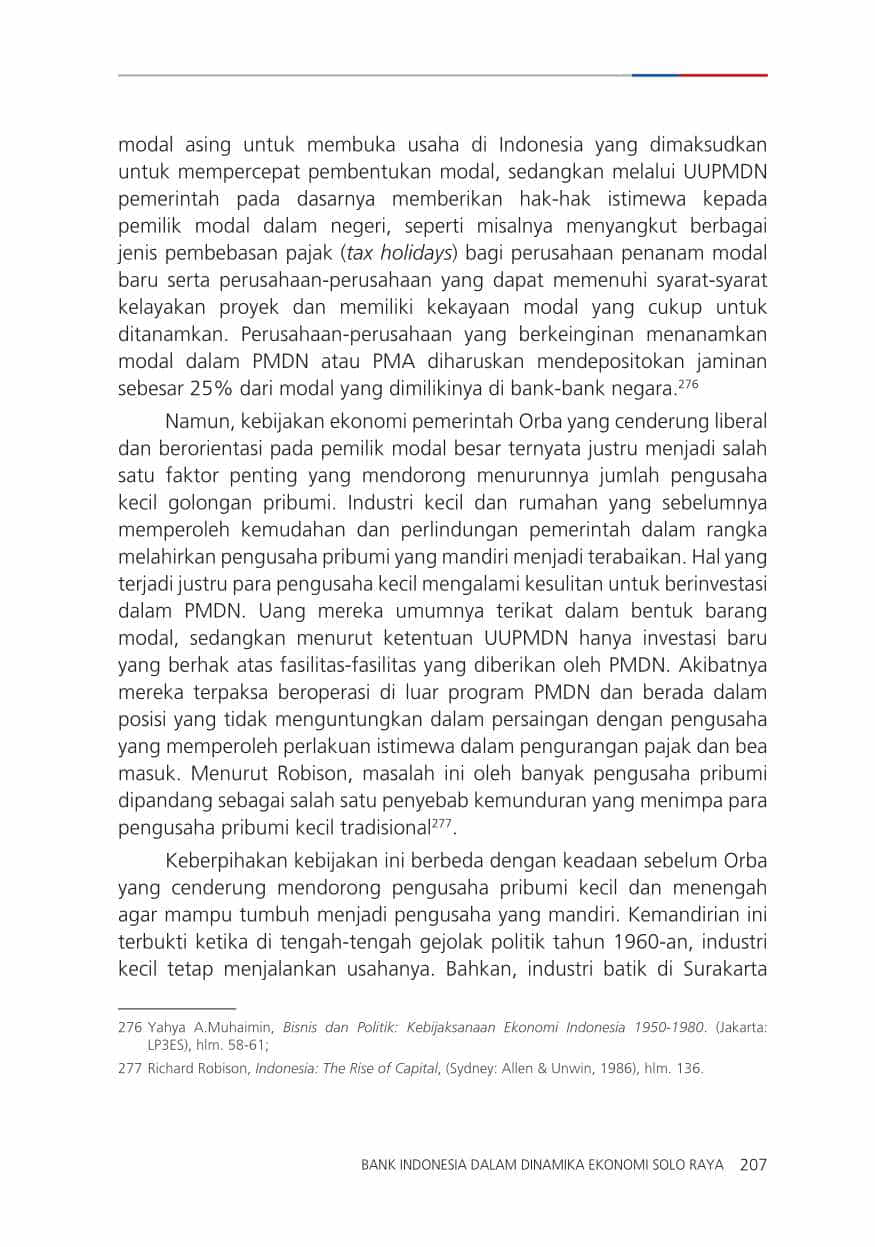 modal asing untuk membuka usaha di Indonesia yang dimaksudkan
untuk mempercepat pembentukan modal, sedangkan melalui UUPMDN
pemerintah pada dasarnya memberikan hak-hak istimewa kepada
pemilik modal dalam negeri, seperti misalnya menyangkut berbagai
jenis pembebasan pajak (tax holidays) bagi perusahaan penanam modal
baru serta perusahaan-perusahaan yang dapat memenuhi syarat-syarat
kelayakan proyek dan memiliki kekayaan modal yang cukup untuk
ditanamkan. Perusahaan-perusahaan yang berkeinginan menanamkan
modal dalam PMDN atau PMA diharuskan mendepositokan jaminan
sebesar 25% dari modal yang dimilikinya di bank-bank negara.276
Namun, kebijakan ekonomi pemerintah Orba yang cenderung liberal
dan berorientasi pada pemilik modal besar ternyata justru menjadi salah
satu faktor penting yang mendorong menurunnya jumlah pengusaha
kecil golongan pribumi. Industri kecil dan rumahan yang sebelumnya
memperoleh kemudahan dan perlindungan pemerintah dalam rangka
melahirkan pengusaha pribumi yang mandiri menjadi terabaikan. Hal yang
terjadi justru para pengusaha kecil mengalami kesulitan untuk berinvestasi
dalam PMDN. Uang mereka umumnya terikat dalam bentuk barang
modal, sedangkan menurut ketentuan UUPMDN hanya investasi baru
yang berhak atas fasilitas-fasilitas yang diberikan oleh PMDN. Akibatnya
mereka terpaksa beroperasi di luar program PMDN dan berada dalam
posisi yang tidak menguntungkan dalam persaingan dengan pengusaha
yang memperoleh perlakuan istimewa dalam pengurangan pajak dan bea
masuk. Menurut Robison, masalah ini oleh banyak pengusaha pribumi
dipandang sebagai salah satu penyebab kemunduran yang menimpa para
pengusaha pribumi kecil tradisional277.
Keberpihakan kebijakan ini berbeda dengan keadaan sebelum Orba
yang cenderung mendorong pengusaha pribumi kecil dan menengah
agar mampu tumbuh menjadi pengusaha yang mandiri. Kemandirian ini
terbukti ketika di tengah-tengah gejolak politik tahun 1960-an, industri
kecil tetap menjalankan usahanya. Bahkan, industri batik di Surakarta
276 Yahya A.Muhaimin, Bisnis dan Politik: Kebijaksanaan Ekonomi Indonesia 1950-1980. (Jakarta:
LP3ES), hlm. 58-61;
277 Richard Robison, Indonesia: The Rise of Capital, (Sydney: Allen & Unwin, 1986), hlm. 136.
BANK INDONESIA DALAM DINAMIKA EKONOMI SOLO RAYA 207